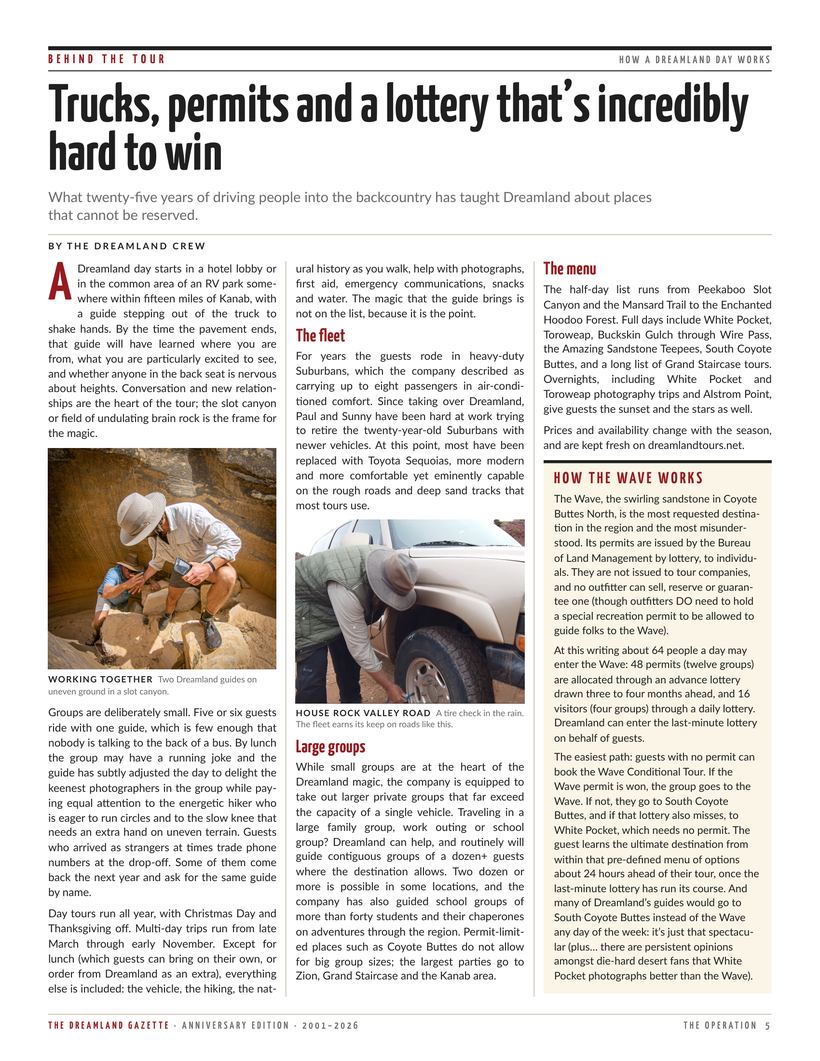 BEHIND THE TOUR
HOW A DREAMLAND DAY WORKS
Trucks, permits and a lottery that's incredibly
hard to win
What twenty-five years of driving people into the backcountry has taught Dreamland about places
that cannot be reserved.
BY THE DREAMLAND CREW
A Dreamland day starts in a hotel lobby or
in the common area of an RV park some-
where within fifteen miles of Kanab, with
a guide stepping out of the truck to
shake hands. By the time the pavement ends,
that guide will have learned where you are
from, what you are particularly excited to see,
and whether anyone in the back seat is nervous
about heights. Conversation and new relation-
ships are the heart of the tour; the slot canyon
or field of undulating brain rock is the frame for
the magic.
WORKING TOGETHER Two Dreamland guides on
uneven ground in a slot canyon.
Groups are deliberately small. Five or six guests
ride with one guide, which is few enough that
nobody is talking to the back of a bus. By lunch
the group may have a running joke and the
guide has subtly adjusted the day to delight the
keenest photographers in the group while pay-
ing equal attention to the energetic hiker who
is eager to run circles and to the slow knee that
needs an extra hand on uneven terrain. Guests
who arrived as strangers at times trade phone
numbers at the drop-off. Some of them come
back the next year and ask for the same guide
by name.
Day tours run all year, with Christmas Day and
Thanksgiving off. Multi-day trips run from late
March through early November. Except for
lunch (which guests can bring on their own, or
order from Dreamland as an extra), everything
else is included: the vehicle, the hiking, the nat-
ural history as you walk, help with photographs,
first aid, emergency communications, snacks
and water. The magic that the guide brings is
not on the list, because it is the point.
The fleet
For years the guests rode in heavy-duty
Suburbans, which the company described as
carrying up to eight passengers in air-condi-
tioned comfort. Since taking over Dreamland,
Paul and Sunny have been hard at work trying
to retire the twenty-year-old Suburbans with
newer vehicles. At this point, most have been
replaced with Toyota Sequoias, more modern
and more comfortable yet eminently capable
on the rough roads and deep sand tracks that
most tours use.
HOUSE ROCK VALLEY ROAD A tire check in the rain.
The fleet earns its keep on roads like this.
Large groups
While small groups are at the heart of the
Dreamland magic, the company is equipped to
take out larger private groups that far exceed
the capacity of a single vehicle. Traveling in a
large family group, work outing or school
group? Dreamland can help, and routinely will
guide contiguous groups of a dozen+ guests
where the destination allows. Two dozen or
more is possible in some locations, and the
company has also guided school groups of
more than forty students and their chaperones
on adventures through the region. Permit-limit-
ed places such as Coyote Buttes do not allow
for big group sizes; the largest parties go to
Zion, Grand Staircase and the Kanab area.
The menu
The half-day list runs from Peekaboo Slot
Canyon and the Mansard Trail to the Enchanted
Hoodoo Forest. Full days include White Pocket,
Toroweap, Buckskin Gulch through Wire Pass,
the Amazing Sandstone Teepees, South Coyote
Buttes, and a long list of Grand Staircase tours.
Overnights, including White Pocket and
Toroweap photography trips and Alstrom Point,
give guests the sunset and the stars as well.
Prices and availability change with the season,
and are kept fresh on dreamlandtours.net.
HOW THE WAVE WORKS
The Wave, the swirling sandstone in Coyote
Buttes North, is the most requested destina-
tion in the region and the most misunder-
stood. Its permits are issued by the Bureau
of Land Management by lottery, to individu-
als. They are not issued to tour companies,
and no outfitter can sell, reserve or guaran-
tee one (though outfitters DO need to hold
a special recreation permit to be allowed to
guide folks to the Wave).
At this writing about 64 people a day may
enter the Wave: 48 permits (twelve groups)
are allocated through an advance lottery
drawn three to four months ahead, and 16
visitors (four groups) through a daily lottery.
Dreamland can enter the last-minute lottery
on behalf of guests.
The easiest path: guests with no permit can
book the Wave Conditional Tour. If the
Wave permit is won, the group goes to the
Wave. If not, they go to South Coyote
Buttes, and if that lottery also misses, to
White Pocket, which needs no permit. The
guest learns the ultimate destination from
within that pre-defined menu of options
about 24 hours ahead of their tour, once the
last-minute lottery has run its course. And
many of Dreamland's guides would go to
South Coyote Buttes instead of the Wave
any day of the week: it's just that spectacu-
lar (plus... there are persistent opinions
amongst die-hard desert fans that White
Pocket photographs better than the Wave).
THE DREAMLAND GAZETTE · ANNIVERSARY EDITION · 2001–2026
THE OPERATION 5